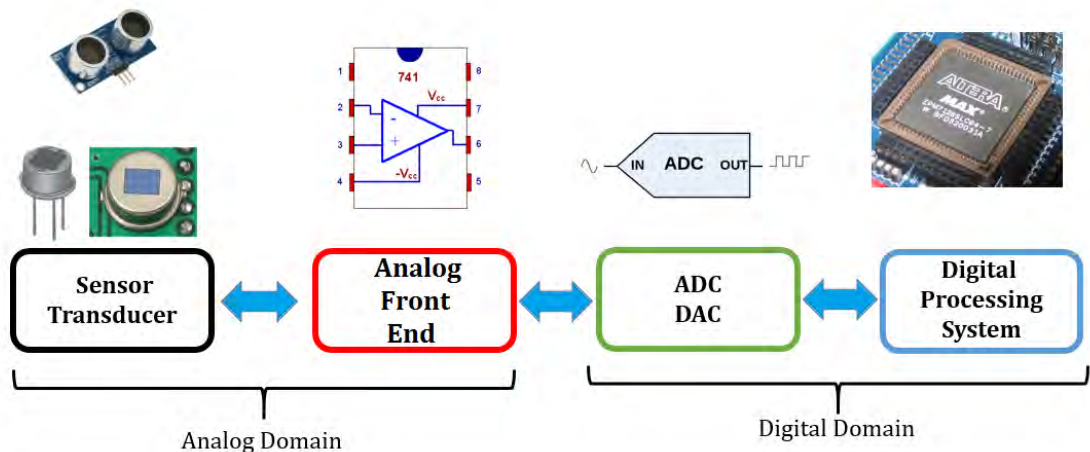 1
741
8
Vcc
2
-
7
3
+
6
-Vcc
4
5
IN
ADC
OUT
ALTERA
MAX
Sensor
Transducer
Analog
Front
End
ADC
DAC
Digital
Processing
System
Analog Domain
Digital Domain